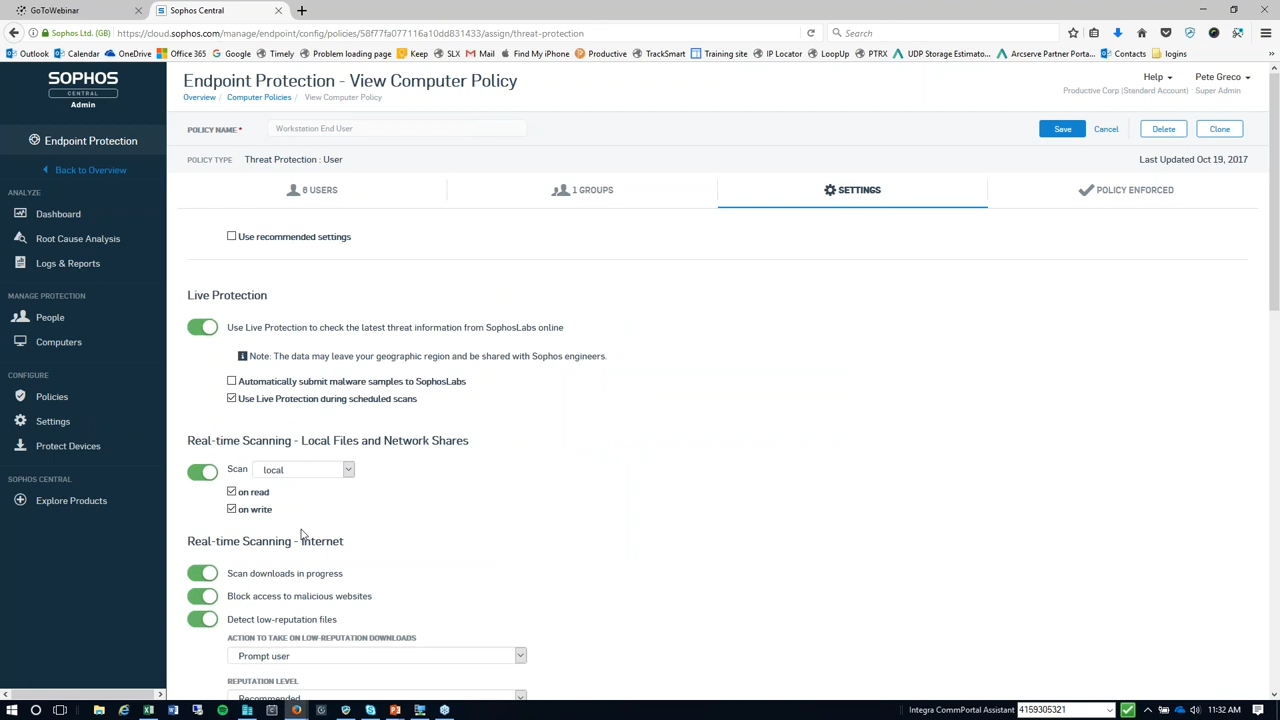 GoToWebinar
Sophos Central
Sophos Ltd. (GB)
https://cloud.sophos.com/manage/endpoint/config/policies/58f77fa077116a10dd831433/assign/threat-protection
Search
Outlook
Calendar
OneDrive
Office 365
Google
Problem loading page
Keep
SLX
Mail
Find My iPhone
Productive
TrackSmart
Training site
IP Locator
LoopUp
PTRX
UDP Storage Estimato...
Arcserve Partner Porta...
Contacts
logins
SOPHOS
CENTRAL
Admin
Endpoint Protection
Back to Overview
ANALYZE
Dashboard
Root Cause Analysis
Logs & Reports
MANAGE PROTECTION
People
Computers
CONFIGURE
Policies
Settings
Protect Devices
SOPHOS CENTRAL
Explore Products
Endpoint Protection - View Computer Policy
Overview / Computer Policies / View Computer Policy
Help
Pete Greco
Productive Corp (Standard Account) · Super Admin
POLICY NAME*
Workstation End User
Save
Cancel
Delete
Clone
POLICY TYPE
Threat Protection : User
Last Updated Oct 19, 2017
8 USERS
1 GROUPS
SETTINGS
POLICY ENFORCED
Use recommended settings
Live Protection
Use Live Protection to check the latest threat information from SophosLabs online
Note: The data may leave your geographic region and be shared with Sophos engineers.
Automatically submit malware samples to SophosLabs
Use Live Protection during scheduled scans
Real-time Scanning - Local Files and Network Shares
Scan
local
on read
on write
Real-time Scanning - Internet
Scan downloads in progress
Block access to malicious websites
Detect low-reputation files
ACTION TO TAKE ON LOW-REPUTATION DOWNLOADS
Prompt user
REPUTATION LEVEL
Recommended
Integra CommPortal Assistant
4159305321
11:32 AM